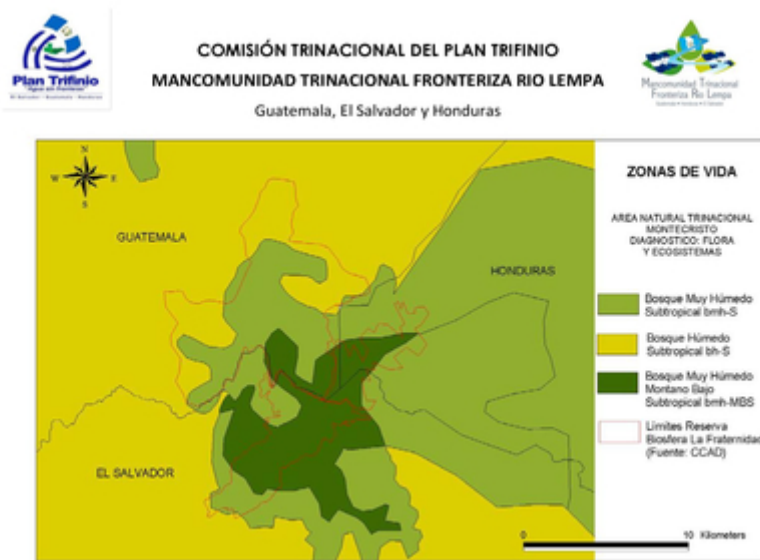 Plan Trifinio
COMISIÓN TRINACIONAL DEL PLAN TRIFINIO
MANCOMUNIDAD TRINACIONAL FRONTERIZA RIO LEMPA
Guatemala, El Salvador y Honduras
Mancomunidad Trinacional
Fronteriza Río Lempa
N
W E
S
GUATEMALA
HONDURAS
EL SALVADOR
ZONAS DE VIDA
AREA NATURAL TRINACIONAL
MONTECRISTO
DIAGNOSTICO: FLORA
Y ECOSISTEMAS
Bosque Muy Húmedo
Subtropical bmh-S
Bosque Húmedo
Subtropical bh-S
Bosque Muy Húmedo
Montano Bajo
Subtropical bmh-MBS
Limites Reserva
Biosfera La Fraternidad
(Fuente: CCAD)
0 10 Kilometers